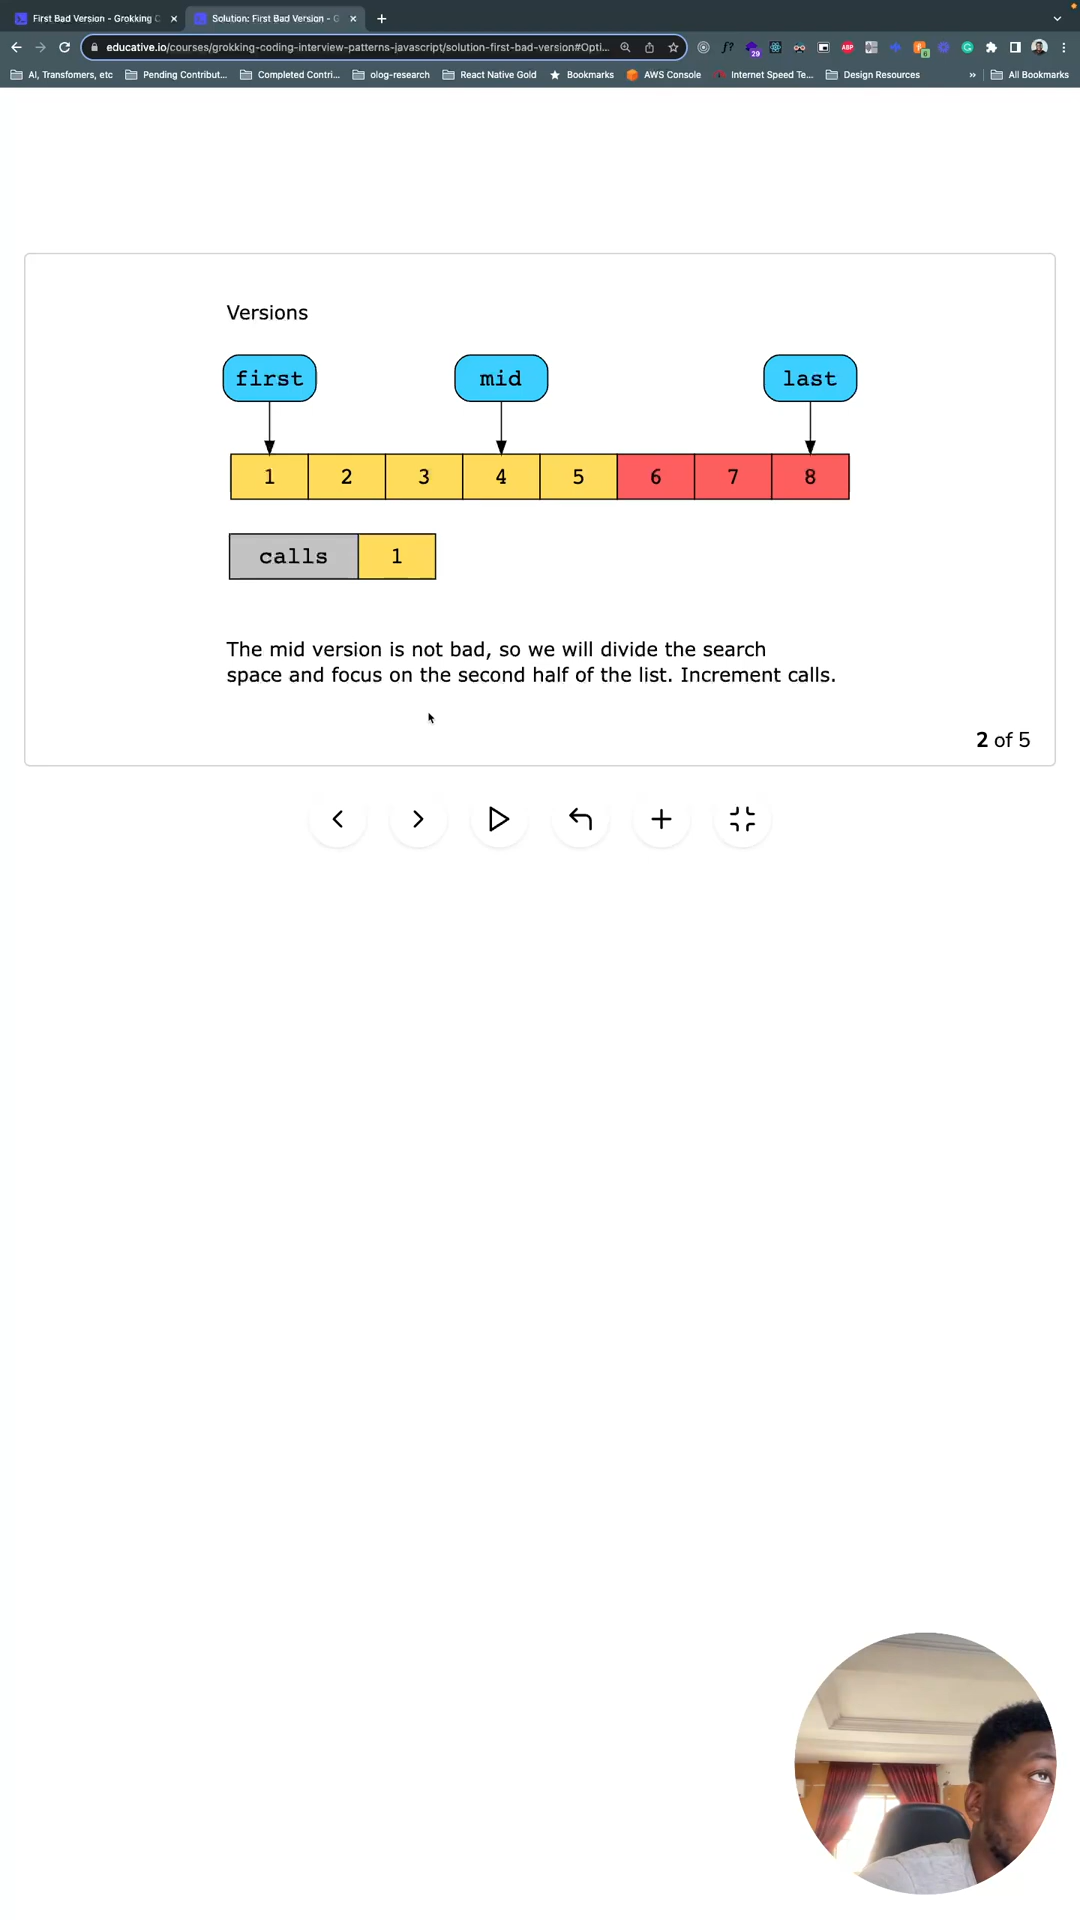 First Bad Version - Grokking C
Solution: First Bad Version - G
educative.io/courses/grokking-coding-interview-patterns-javascript/solution-first-bad-version#Opti...
f?
29
ABP
6
AI, Transfomers, etc
Pending Contribut...
Completed Contri...
olog-research
React Native Gold
Bookmarks
AWS Console
Internet Speed Te...
Design Resources
»
All Bookmarks
Versions
first
mid
last
1 2 3 4 5 6 7 8
calls 1
The mid version is not bad, so we will divide the search
space and focus on the second half of the list. Increment calls.
2 of 5